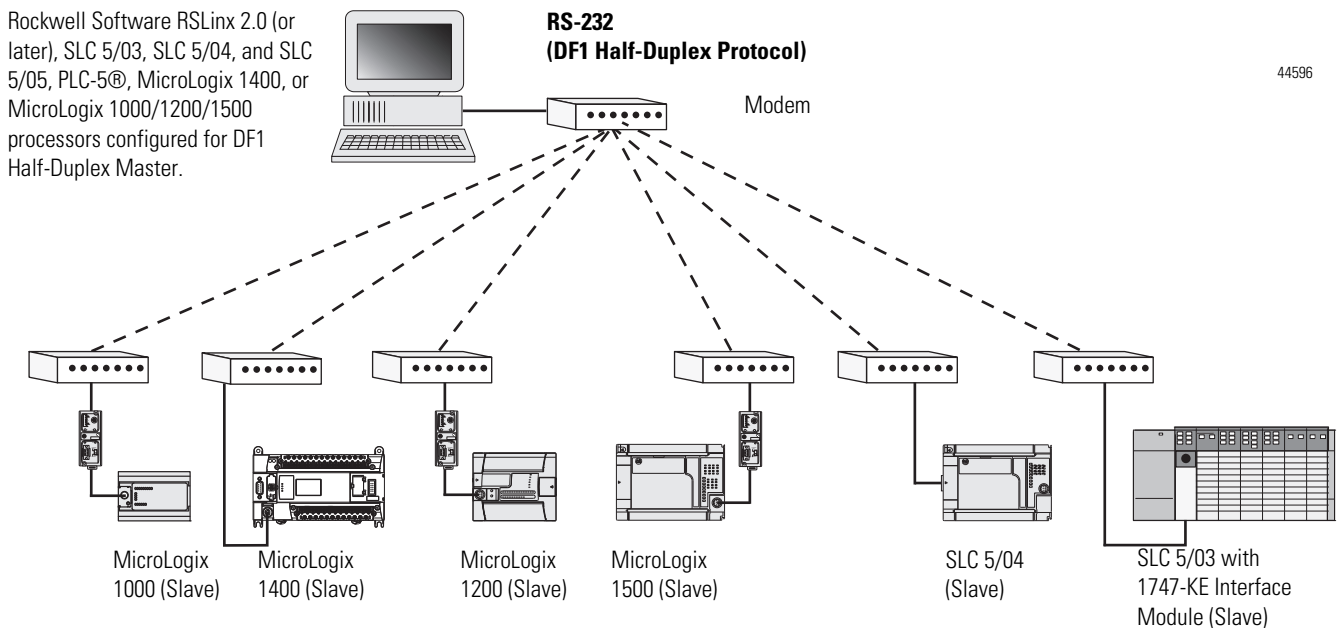 Rockwell Software RSLinx 2.0 (or
later), SLC 5/03, SLC 5/04, and SLC
5/05, PLC-5®, MicroLogix 1400, or
MicroLogix 1000/1200/1500
processors configured for DF1
Half-Duplex Master.
RS-232
(DF1 Half-Duplex Protocol)
44596
Modem
MicroLogix
1000 (Slave)
MicroLogix
1400 (Slave)
MicroLogix
1200 (Slave)
MicroLogix
1500 (Slave)
SLC 5/04
(Slave)
SLC 5/03 with
1747-KE Interface
Module (Slave)